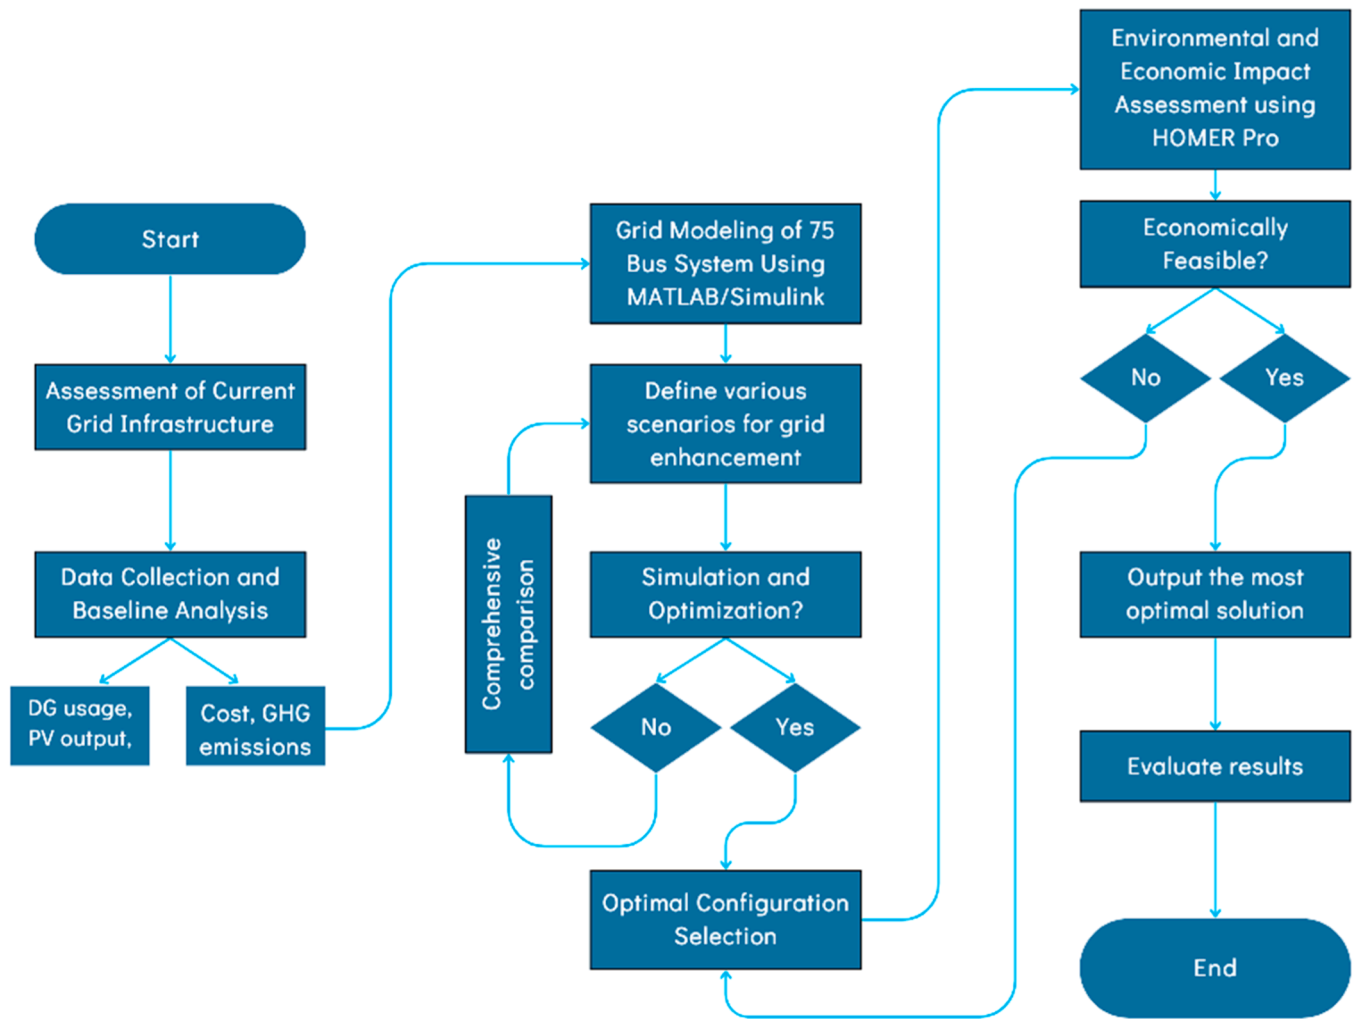 Start
Assessment of Current
Grid Infrastructure
Data Collection and
Baseline Analysis
DG usage,
PV output,
Cost, GHG
emissions
Grid Modeling of 75
Bus System Using
MATLAB/Simulink
Define various
scenarios for grid
enhancement
Simulation and
Optimization?
No
Yes
Comprehensive
comparison
Optimal Configuration
Selection
Environmental and
Economic Impact
Assessment using
HOMER Pro
Economically
Feasible?
No
Yes
Output the most
optimal solution
Evaluate results
End